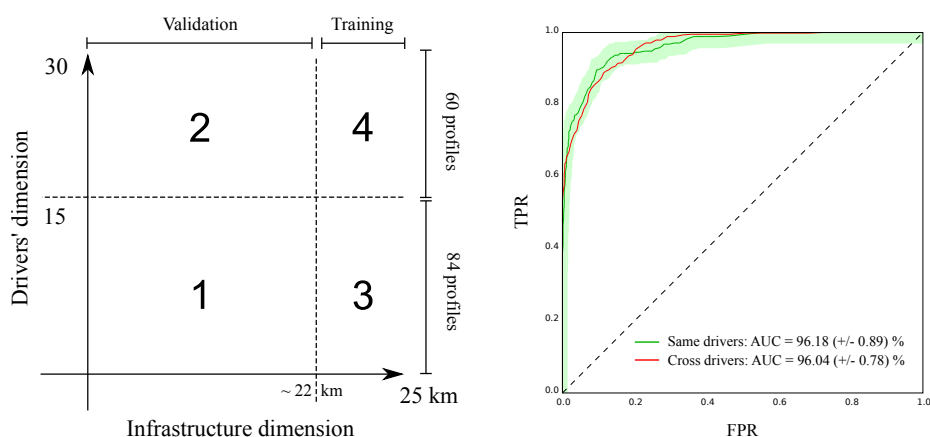 Validation
Training
30
2
4
60 profiles
Drivers' dimension
15
1
3
84 profiles
~ 22 km
25 km
Infrastructure dimension
1.0
0.8
0.6
0.4
0.2
0.0
TPR
Same drivers: AUC = 96.18 (+/- 0.89) %
Cross drivers: AUC = 96.04 (+/- 0.78) %
0.0 0.2 0.4 0.6 0.8 1.0
FPR